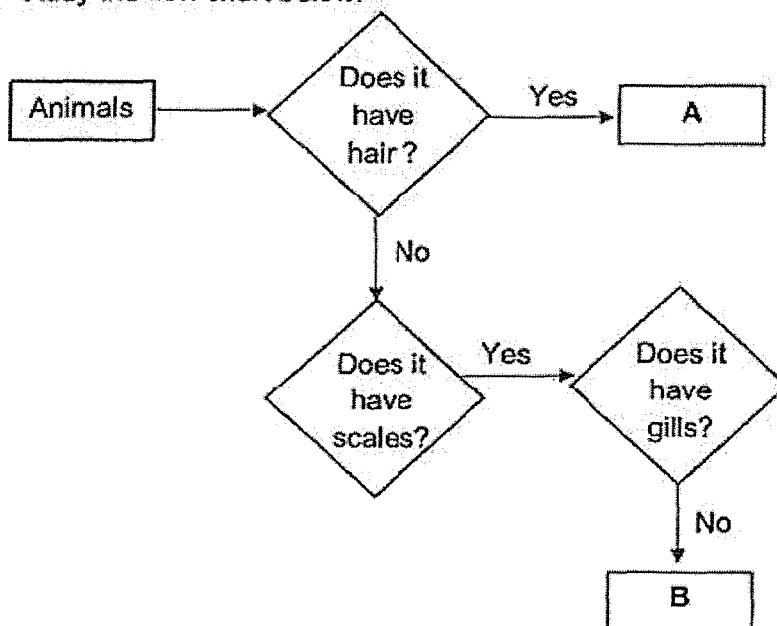 Animals
Does it
have
hair?
Yes
A
No
Does it
have
scales?
Yes
Does it
have
gills?
No
B